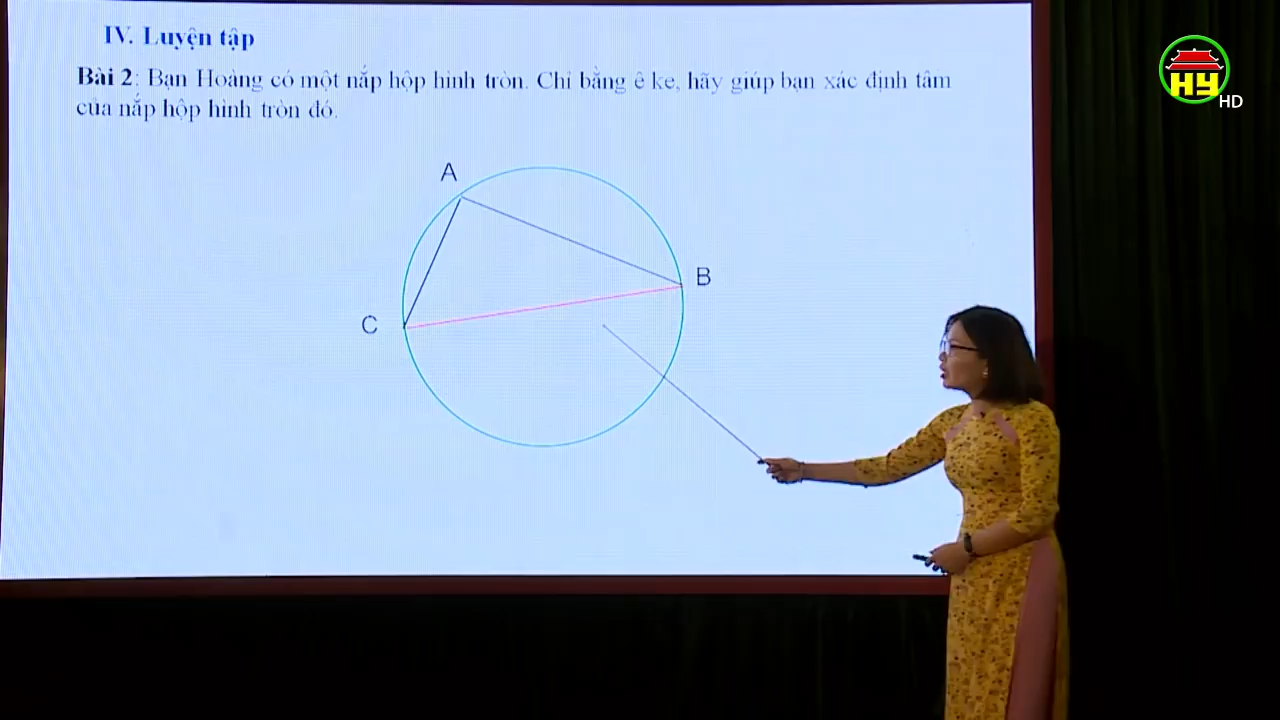 IV. Luyện tập
Bài 2: Bạn Hoàng có một nắp hộp hình tròn. Chỉ bằng ê ke, hãy giúp bạn xác định tâm
của nắp hộp hình tròn đó.
A
B
C
HY
HD